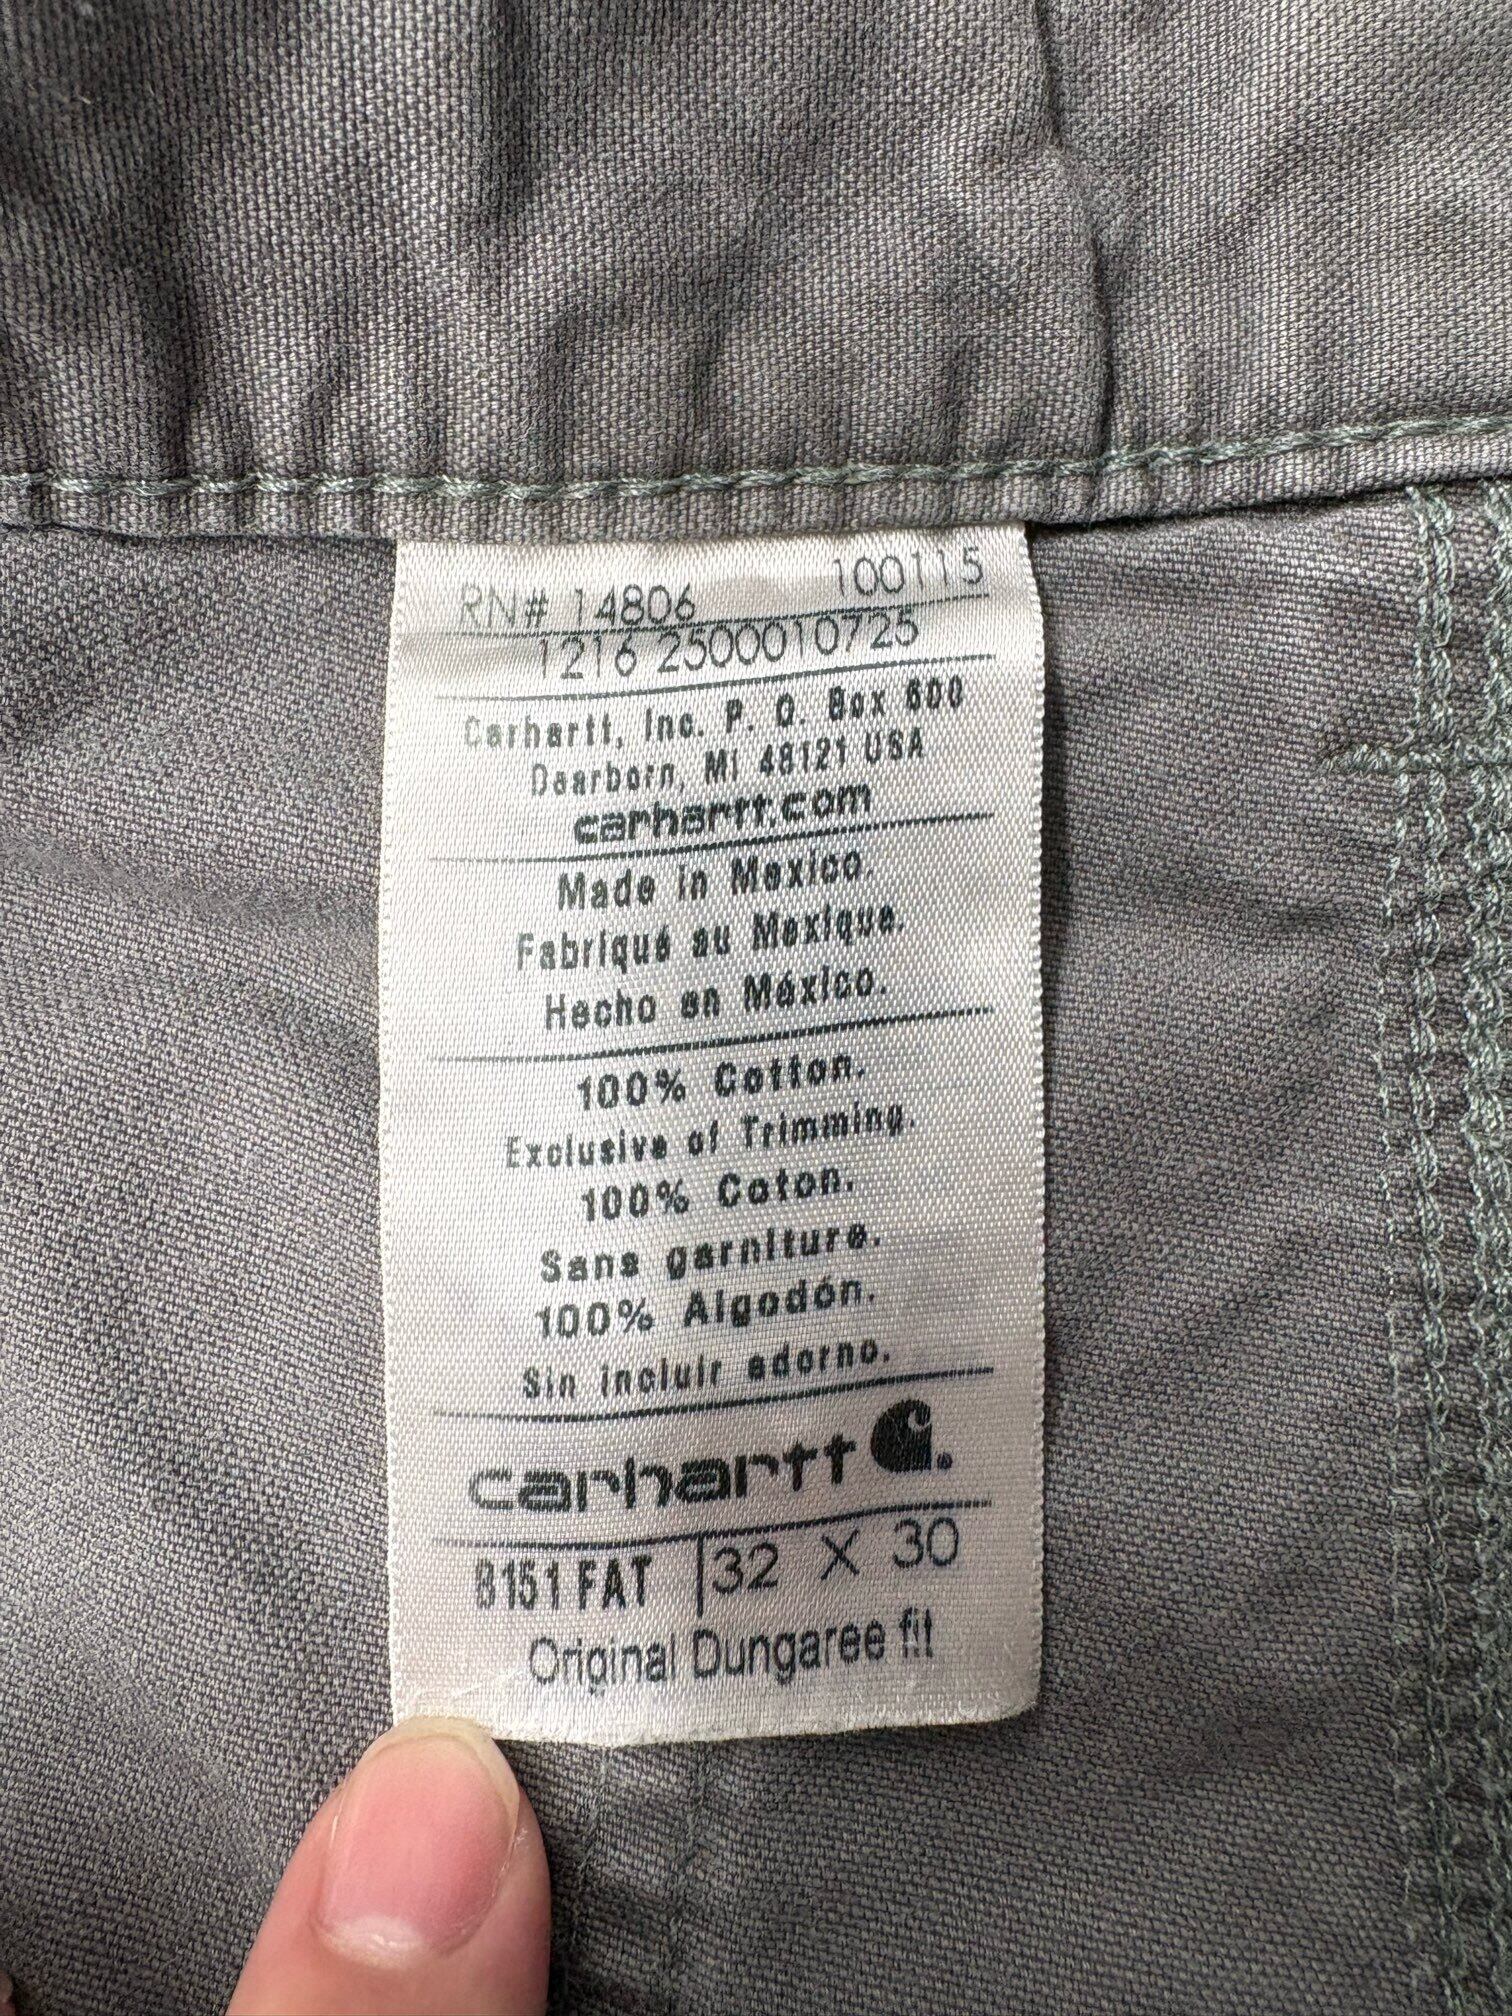 RN# 14806 100115
1216 2500010725
Carhartt, Inc. P. O. Box 600
Dearborn, MI 48121 USA
carhartt.com
Made in Mexico.
Fabriqué au Mexique.
Hecho en México.
100% Cotton.
Exclusive of Trimming.
100% Coton.
Sans garniture.
100% Algodón.
Sin incluir adorno.
carhartt
B151 FAT | 32 X 30
Original Dungaree fit